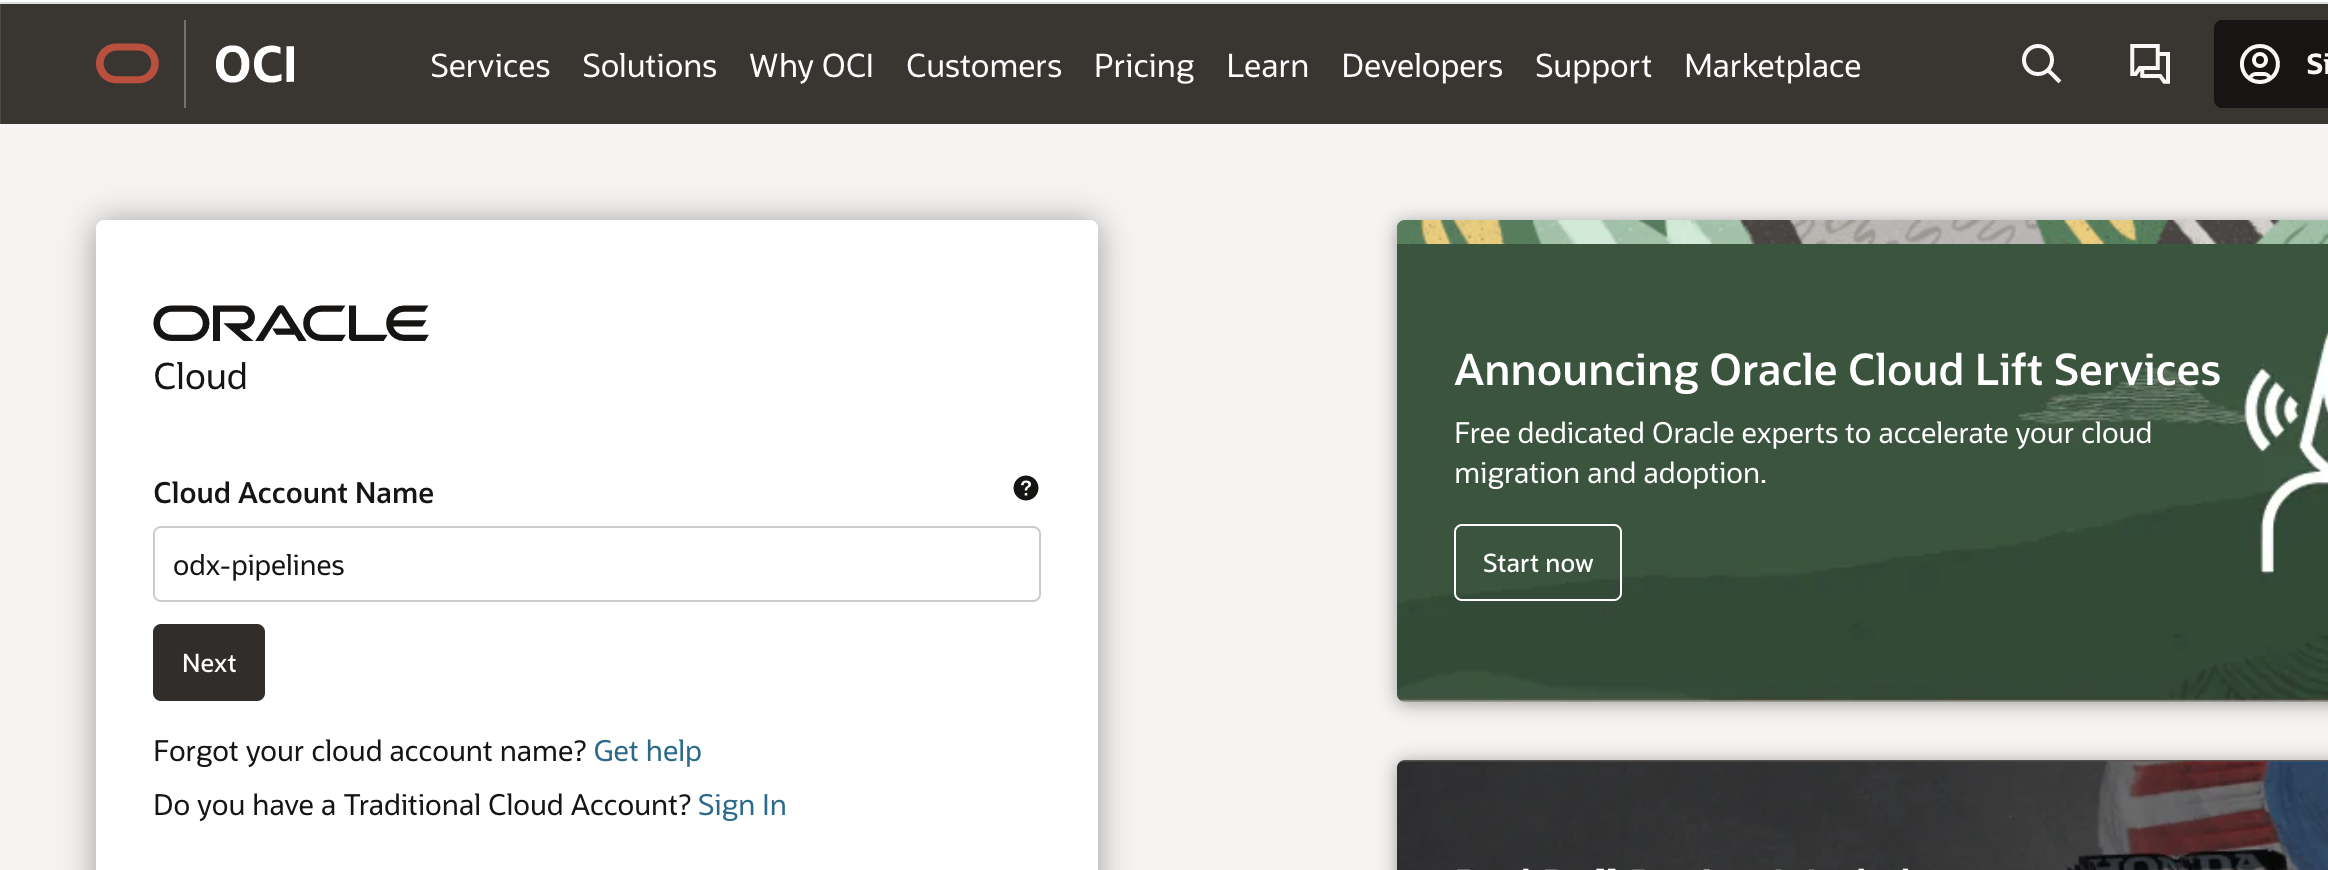 OCI
Services Solutions Why OCI Customers Pricing Learn Developers Support Marketplace
ORACLE
Cloud
Cloud Account Name
odx-pipelines
Next
Forgot your cloud account name? Get help
Do you have a Traditional Cloud Account? Sign In
Announcing Oracle Cloud Lift Services
Free dedicated Oracle experts to accelerate your cloud
migration and adoption.
Start now
HONDA